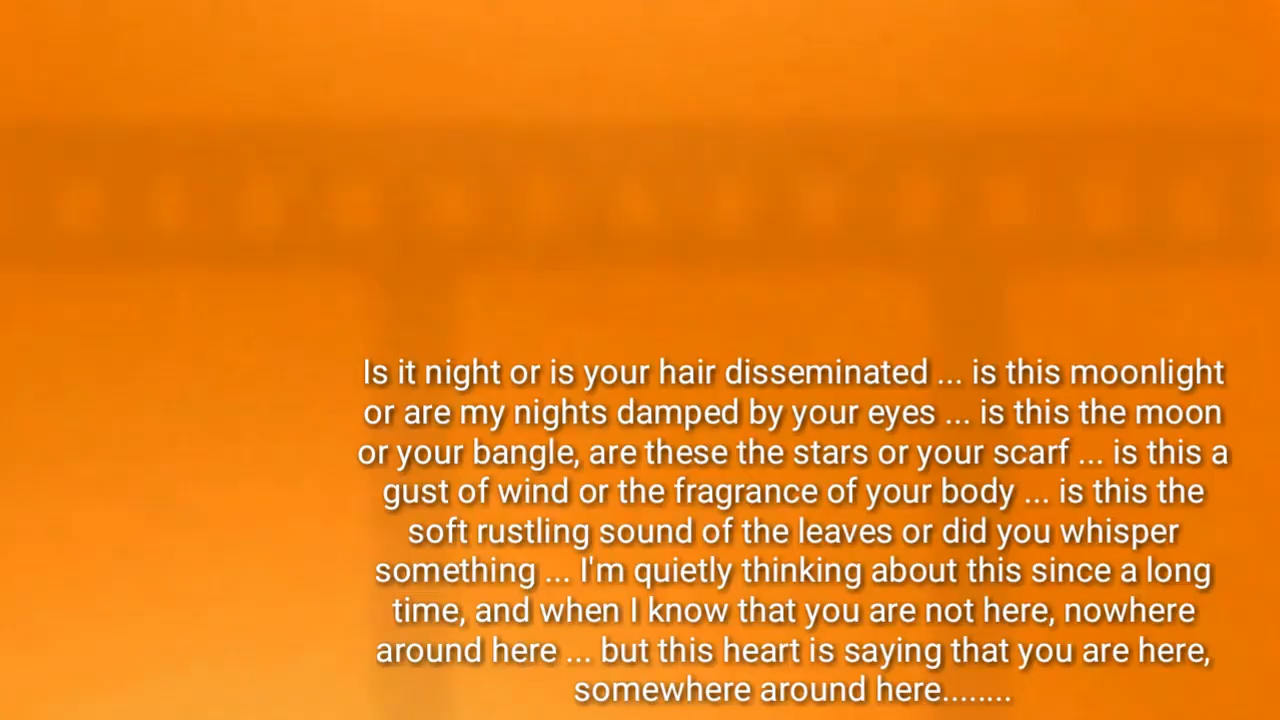 Is it night or is your hair disseminated ... is this moonlight
or are my nights damped by your eyes ... is this the moon
or your bangle, are these the stars or your scarf ... is this a
gust of wind or the fragrance of your body ... is this the
soft rustling sound of the leaves or did you whisper
something ... I'm quietly thinking about this since a long
time, and when I know that you are not here, nowhere
around here ... but this heart is saying that you are here,
somewhere around here........